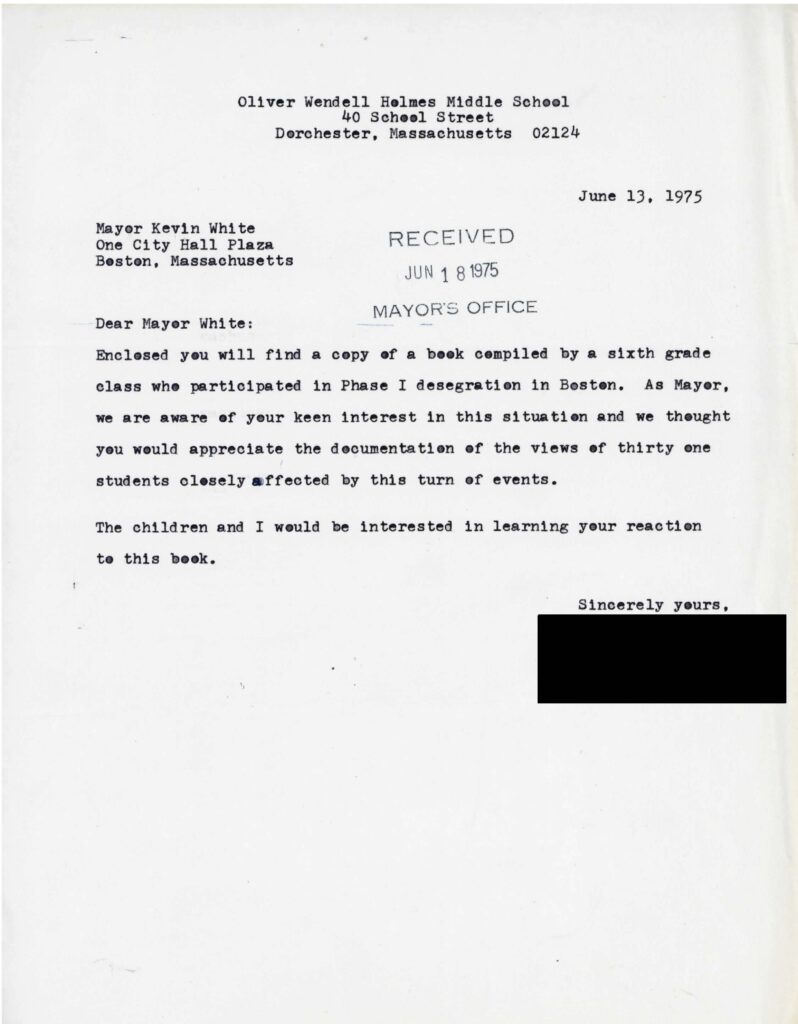 Oliver Wendell Holmes Middle School
40 School Street
Dorchester, Massachusetts 02124
June 13, 1975
Mayor Kevin White
One City Hall Plaza
Boston, Massachusetts
RECEIVED
JUN 18 1975
MAYOR'S OFFICE
Dear Mayor White:
Enclosed you will find a copy of a book compiled by a sixth grade
class who participated in Phase I desegration in Boston. As Mayor,
we are aware of your keen interest in this situation and we thought
you would appreciate the documentation of the views of thirty one
students closely affected by this turn of events.
The children and I would be interested in learning your reaction
to this book.
Sincerely yours,